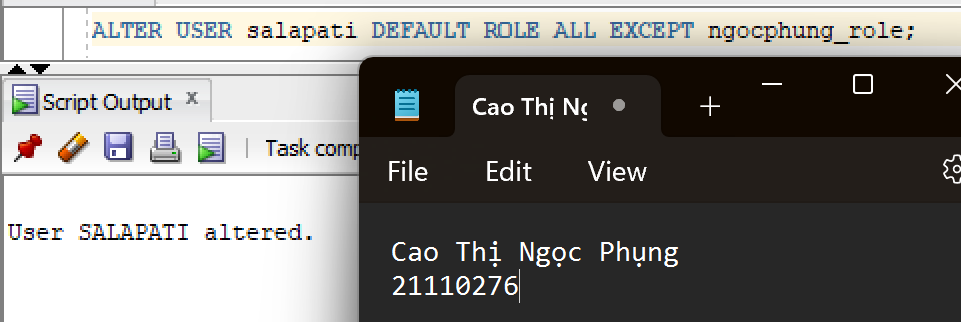 ALTER USER salapati DEFAULT ROLE ALL EXCEPT ngocphung_role;
Script Output
Task comp
User SALAPATI altered.
Cao Thị Ng
File Edit View
Cao Thị Ngọc Phụng
21110276